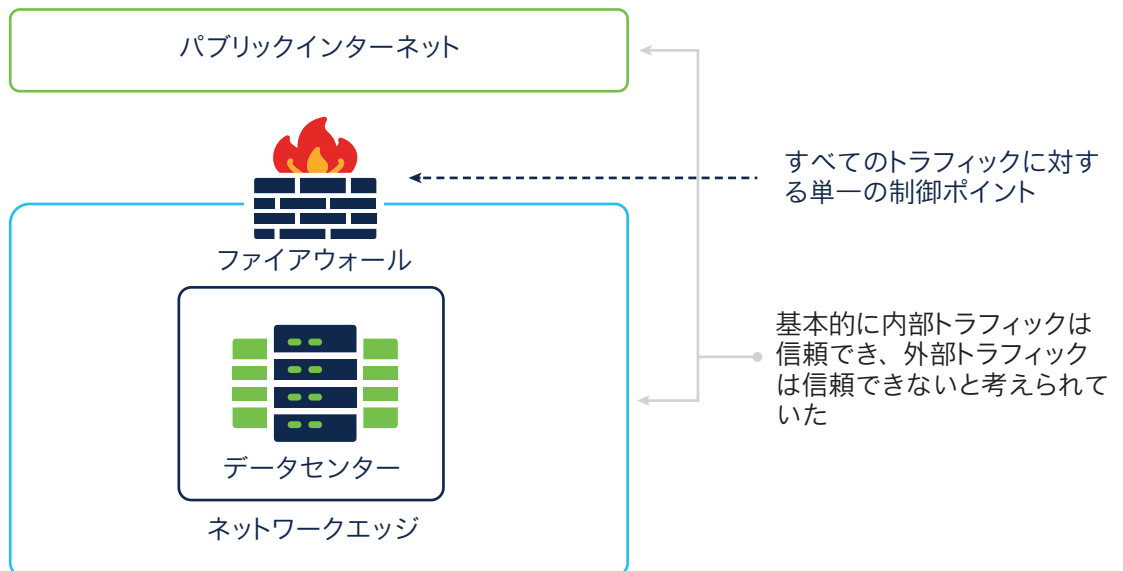 パブリックインターネット
すべてのトラフィックに対す
る単一の制御ポイント
ファイアウォール
基本的に内部トラフィックは
信頼でき、外部トラフィック
は信頼できないと考えられて
いた
データセンター
ネットワークエッジ